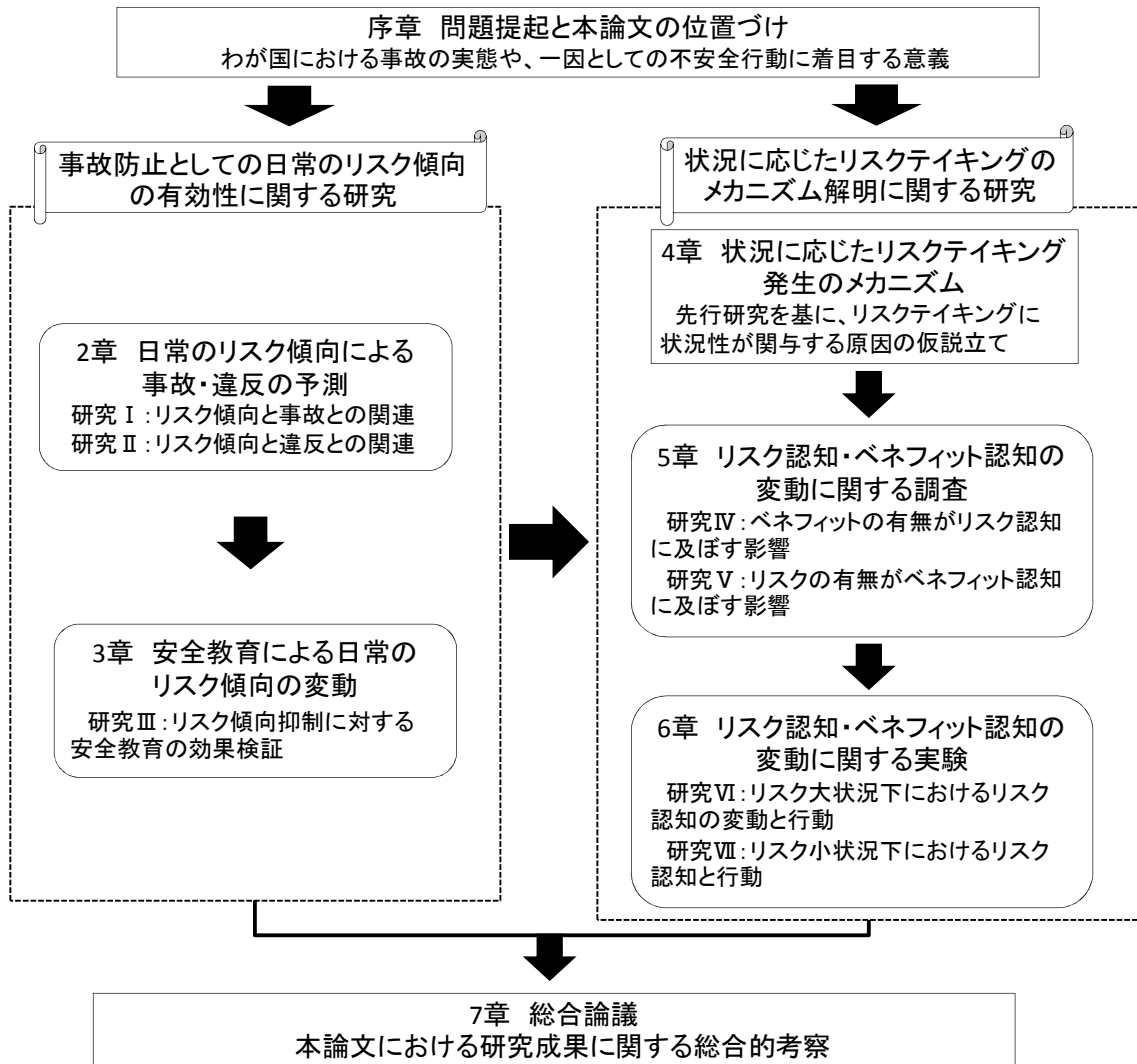 序章 問題提起と本論文の位置づけ
わが国における事故の実態や、一因としての不安全行動に着目する意義
事故防止としての日常のリスク傾向
の有効性に関する研究
2章 日常のリスク傾向による
事故・違反の予測
研究Ⅰ:リスク傾向と事故との関連
研究Ⅱ:リスク傾向と違反との関連
3章 安全教育による日常の
リスク傾向の変動
研究Ⅲ:リスク傾向抑制に対する
安全教育の効果検証
状況に応じたリスクテイキングの
メカニズム解明に関する研究
4章 状況に応じたリスクテイキング
発生のメカニズム
先行研究を基に、リスクテイキングに
状況性が関与する原因の仮説立て
5章 リスク認知・ベネフィット認知の
変動に関する調査
研究Ⅳ:ベネフィットの有無がリスク認知
に及ぼす影響
研究Ⅴ:リスクの有無がベネフィット認知
に及ぼす影響
6章 リスク認知・ベネフィット認知の
変動に関する実験
研究Ⅵ:リスク大状況下におけるリスク
認知の変動と行動
研究Ⅶ:リスク小状況下におけるリスク
認知と行動
7章 総合論議
本論文における研究成果に関する総合的考察